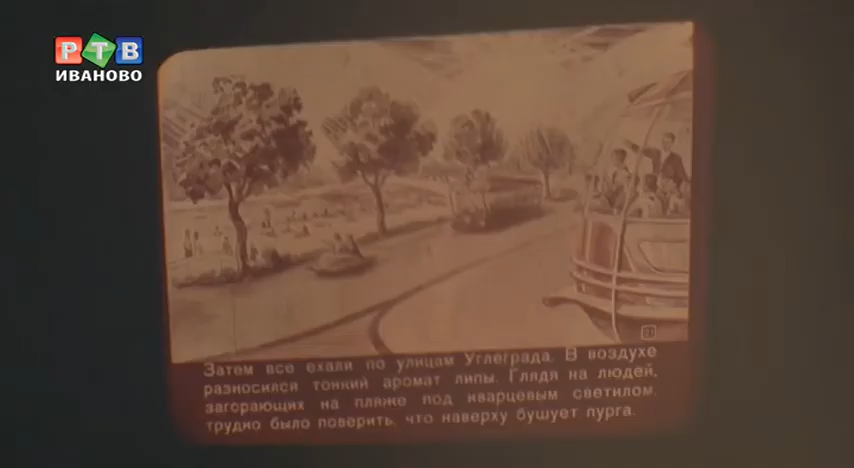 РТВ
ИВАНОВО
21
Затем все ехали по улицам Углеграда. В воздухе
разносился тонкий аромат липы. Глядя на людей,
загорающих на пляже под кварцевым светилом,
трудно было поверить, что наверху бушует пурга.